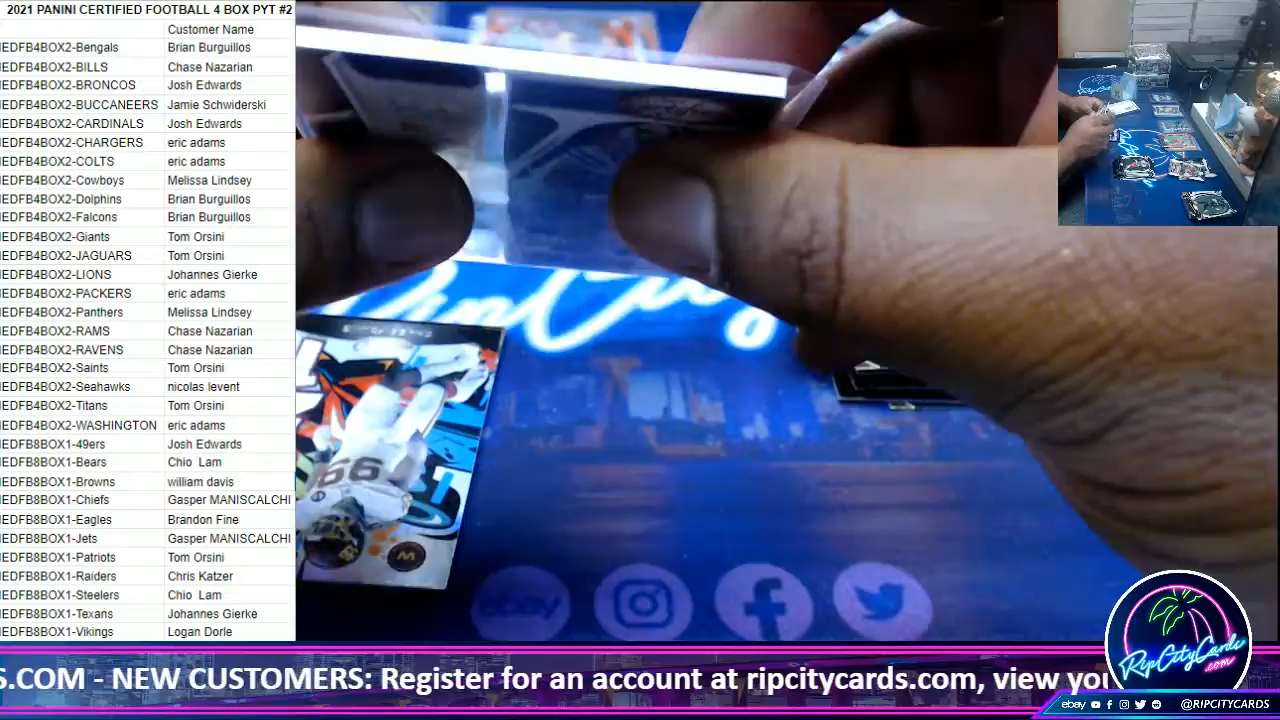 2021 PANINI CERTIFIED FOOTBALL 4 BOX PYT #2
Customer Name
IEDFB4BOX2-Bengals Brian Burguillos
IEDFB4BOX2-BILLS Chase Nazarian
IEDFB4BOX2-BRONCOS Josh Edwards
IEDFB4BOX2-BUCCANEERS Jamie Schwiderski
IEDFB4BOX2-CARDINALS Josh Edwards
IEDFB4BOX2-CHARGERS eric adams
IEDFB4BOX2-COLTS eric adams
IEDFB4BOX2-Cowboys Melissa Lindsey
IEDFB4BOX2-Dolphins Brian Burguillos
IEDFB4BOX2-Falcons Brian Burguillos
IEDFB4BOX2-Giants Tom Orsini
IEDFB4BOX2-JAGUARS Tom Orsini
IEDFB4BOX2-LIONS Johannes Gierke
IEDFB4BOX2-PACKERS eric adams
IEDFB4BOX2-Panthers Melissa Lindsey
IEDFB4BOX2-RAMS Chase Nazarian
IEDFB4BOX2-RAVENS Chase Nazarian
IEDFB4BOX2-Saints Tom Orsini
IEDFB4BOX2-Seahawks nicolas levent
IEDFB4BOX2-Titans Tom Orsini
IEDFB4BOX2-WASHINGTON eric adams
IEDFB8BOX1-49ers Josh Edwards
IEDFB8BOX1-Bears Chio Lam
IEDFB8BOX1-Browns william davis
IEDFB8BOX1-Chiefs Gasper MANISCALCHI
IEDFB8BOX1-Eagles Brandon Fine
IEDFB8BOX1-Jets Gasper MANISCALCHI
IEDFB8BOX1-Patriots Tom Orsini
IEDFB8BOX1-Raiders Chris Katzer
IEDFB8BOX1-Steelers Chio Lam
IEDFB8BOX1-Texans Johannes Gierke
IEDFB8BOX1-Vikings Logan Dorle
RipCity
66
ebay
RipCityCards
.com
S.COM - NEW CUSTOMERS: Register for an account at ripcitycards.com, view you
ebay @RIPCITYCARDS